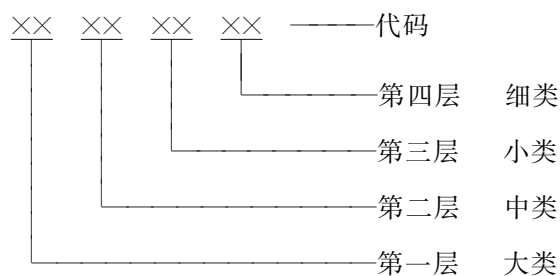 ×× ×× ×× ×× 代码
第四层 细类
第三层 小类
第二层 中类
第一层 大类